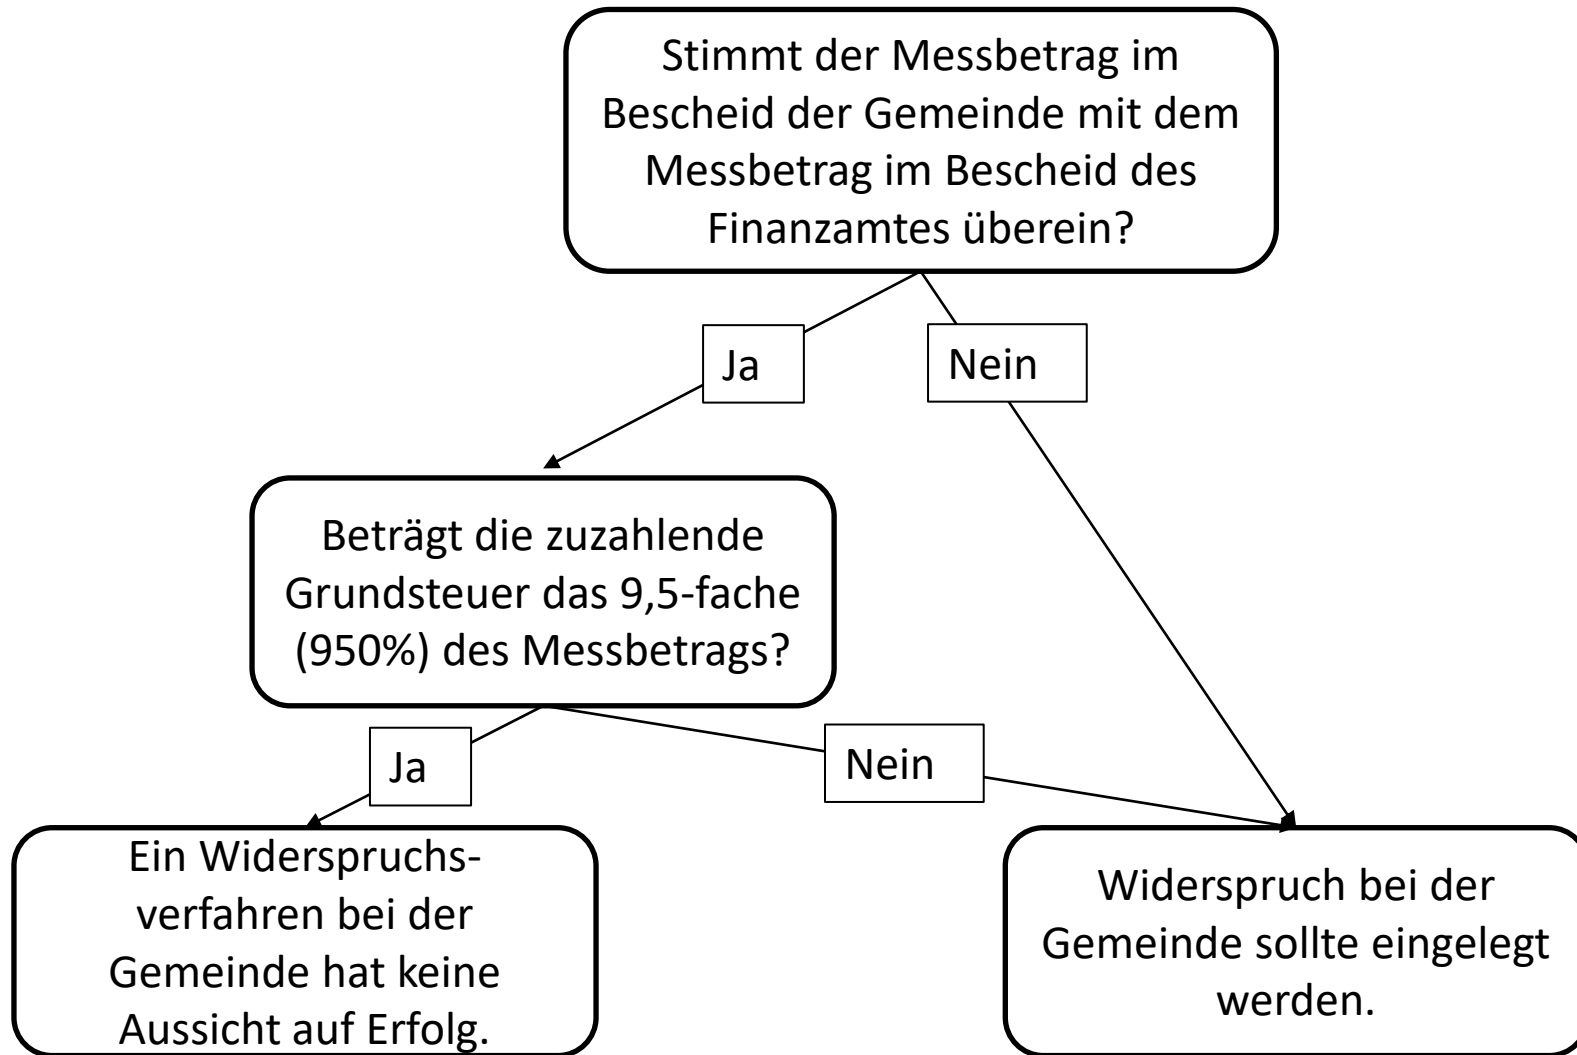 Stimmt der Messbetrag im
Bescheid der Gemeinde mit dem
Messbetrag im Bescheid des
Finanzamtes überein?
Ja
Nein
Beträgt die zuzahlende
Grundsteuer das 9,5-fache
(950%) des Messbetrags?
Ja
Nein
Ein Widerspruchs-
verfahren bei der
Gemeinde hat keine
Aussicht auf Erfolg.
Widerspruch bei der
Gemeinde sollte eingelegt
werden.